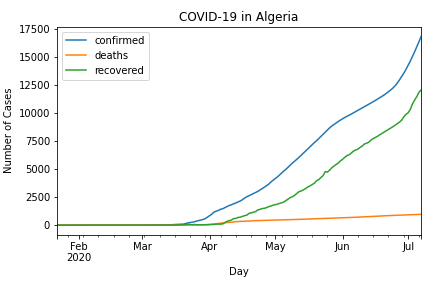 COVID-19 in Algeria
Number of Cases
17500
15000
12500
10000
7500
5000
2500
0
confirmed
deaths
recovered
Feb Mar Apr May Jun Jul
2020
Day